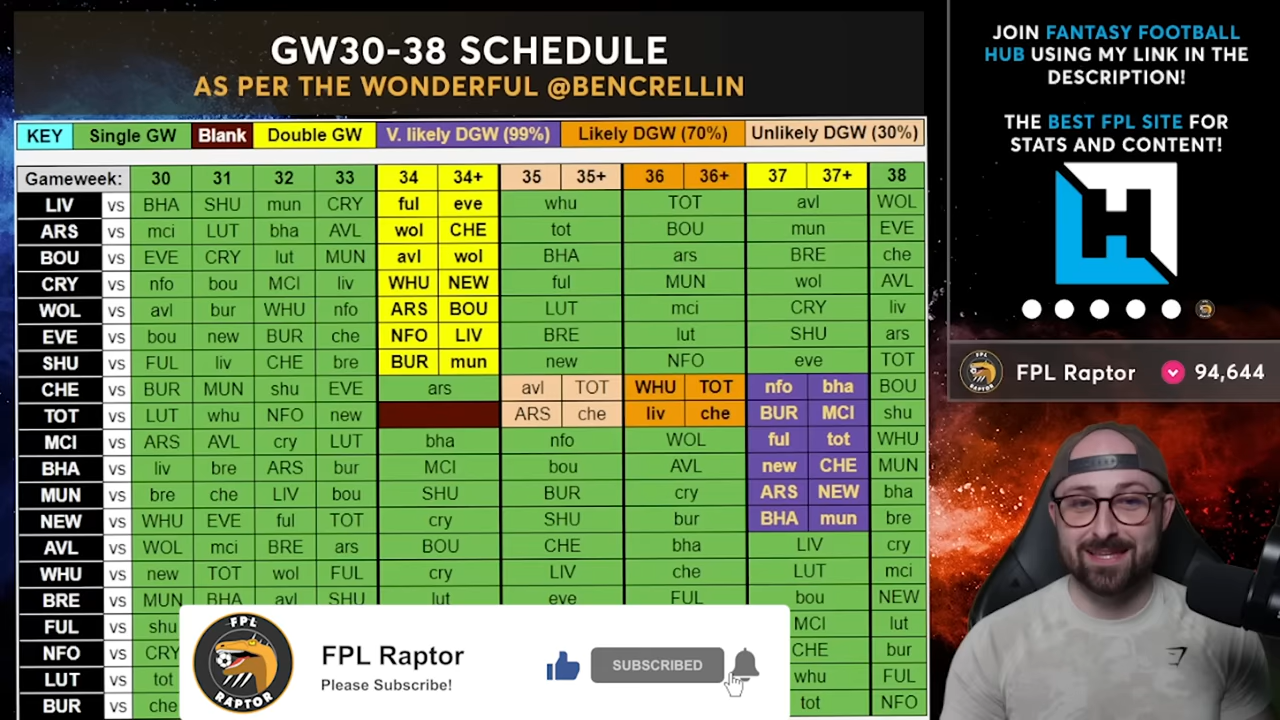 GW30-38 SCHEDULE
AS PER THE WONDERFUL @BENCRELLIN
KEY Single GW Blank Double GW V. likely DGW (99%) Likely DGW (70%) Unlikely DGW (30%)
Gameweek: 30 31 32 33 34 34+ 35 35+ 36 36+ 37 37+ 38
LIV vs BHA SHU mun CRY ful eve whu TOT avl WOL
ARS vs mci LUT bha AVL wol CHE tot BOU mun EVE
BOU vs EVE CRY lut MUN avl wol BHA ars BRE che
CRY vs nfo bou MCI liv WHU NEW ful MUN wol AVL
WOL vs avl bur WHU nfo ARS BOU LUT mci CRY liv
EVE vs bou new BUR che NFO LIV BRE lut SHU ars
SHU vs FUL liv CHE bre BUR mun new NFO eve TOT
CHE vs BUR MUN shu EVE ars avl TOT WHU TOT nfo bha BOU
TOT vs LUT whu NFO new ARS che liv che BUR MCI shu
MCI vs ARS AVL cry LUT bha nfo WOL ful tot WHU
BHA vs liv bre ARS bur MCI bou AVL new CHE MUN
MUN vs bre che LIV bou SHU BUR cry ARS NEW bha
NEW vs WHU EVE ful TOT cry SHU bur BHA mun bre
AVL vs WOL mci BRE ars BOU CHE bha LIV cry
WHU vs new TOT wol FUL cry LIV che LUT mci
BRE vs MUN BHA avl SHU lut eve FUL bou NEW
FUL vs shu MCI lut
NFO vs CRY CHE bur
LUT vs tot whu FUL
BUR vs che tot NFO
FPL RAPTOR
FPL Raptor
Please Subscribe!
SUBSCRIBED
JOIN FANTASY FOOTBALL
HUB USING MY LINK IN THE
DESCRIPTION!
THE BEST FPL SITE FOR
STATS AND CONTENT!
H
FPL Raptor 94,644